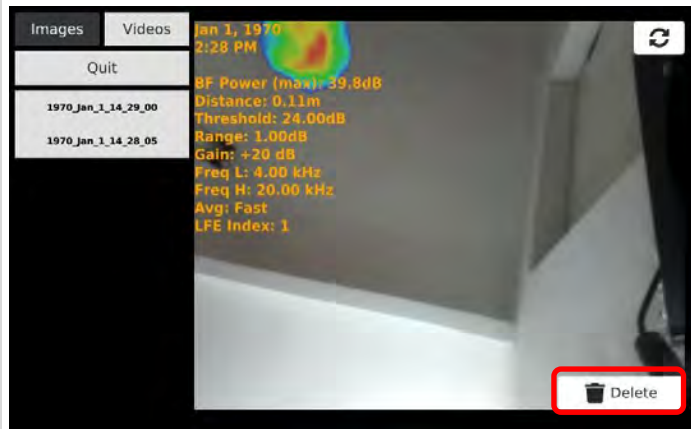 Images Videos
Quit
1970_Jan_1_14_29_00
1970_Jan_1_14_28_05
Jan 1, 1970
2:28 PM
BF Power (max): 39.8dB
Distance: 0.11m
Threshold: 24.00dB
Range: 1.00dB
Gain: +20 dB
Freq L: 4.00 kHz
Freq H: 20.00 kHz
Avg: Fast
LFE Index: 1
Delete